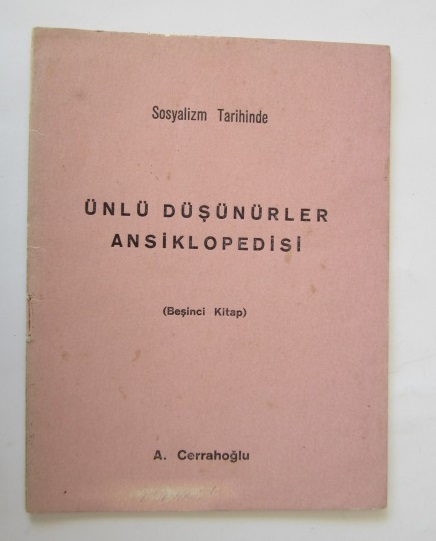 Sosyalizm Tarihinde
ÜNLÜ DÜŞÜNÜRLER
ANSİKLOPEDİSİ
(Beşinci Kitap)
A. Cerrahoğlu